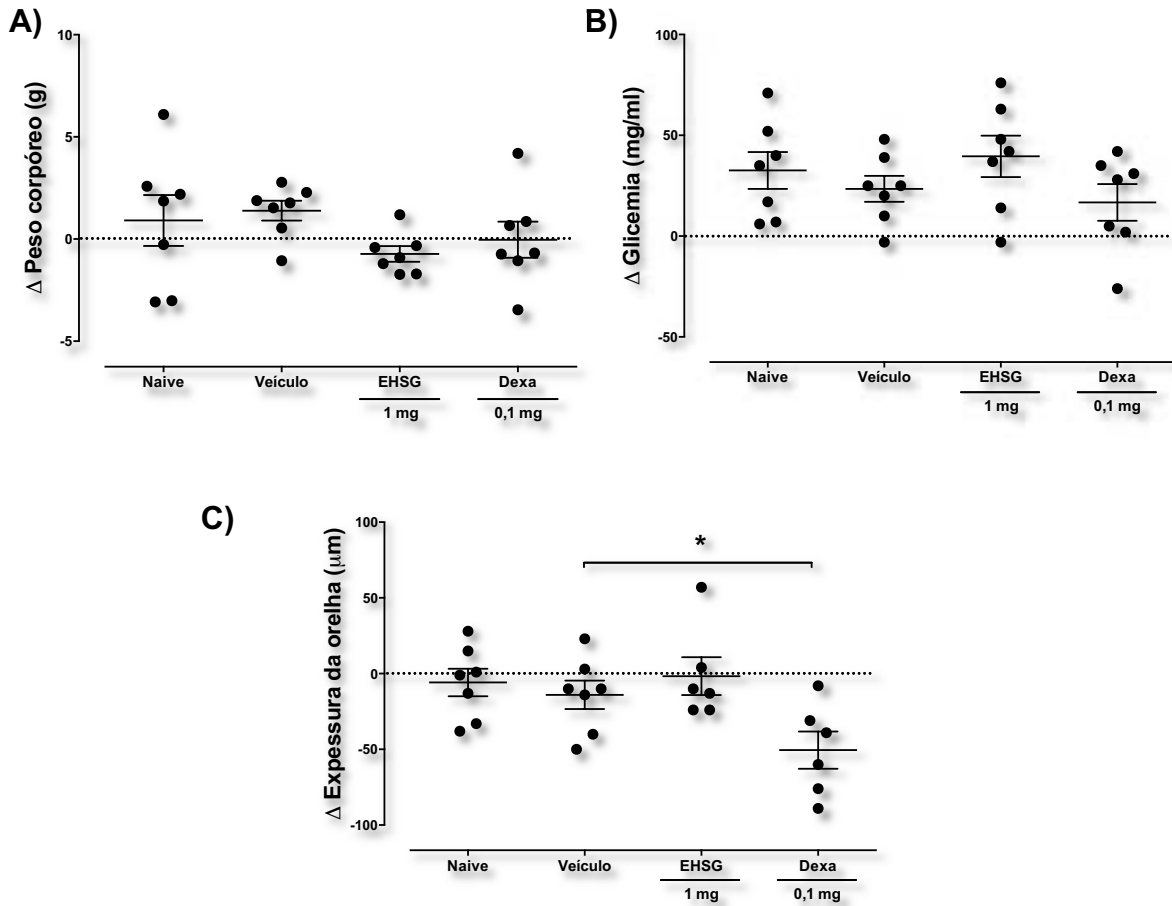 A)
Δ Peso corpóreo (g)
10
5
0
-5
Naive
Veículo
EHSG
Dexa
1 mg
0,1 mg
B)
Δ Glicemia (mg/ml)
100
50
0
-50
Naive
Veículo
EHSG
Dexa
1 mg
0,1 mg
C)
Δ Expessura da orelha (μm)
100
50
0
-50
-100
*
Naive
Veículo
EHSG
Dexa
1 mg
0,1 mg